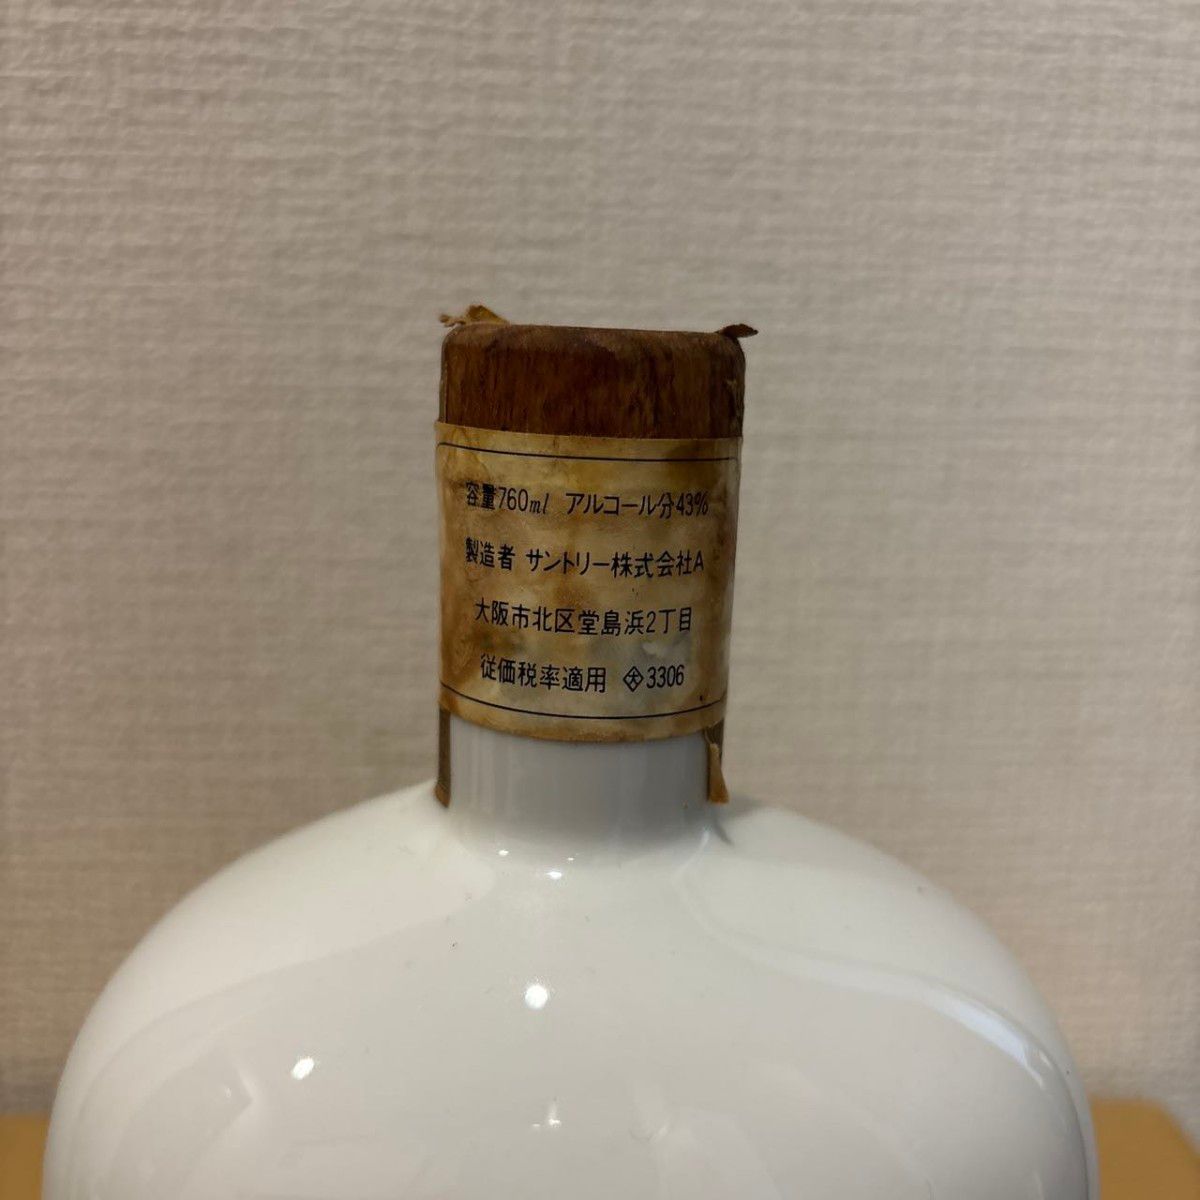 容量760ml アルコール分43%
製造者 サントリー株式会社A
大阪市北区堂島浜2丁目
従価税率適用 大3306